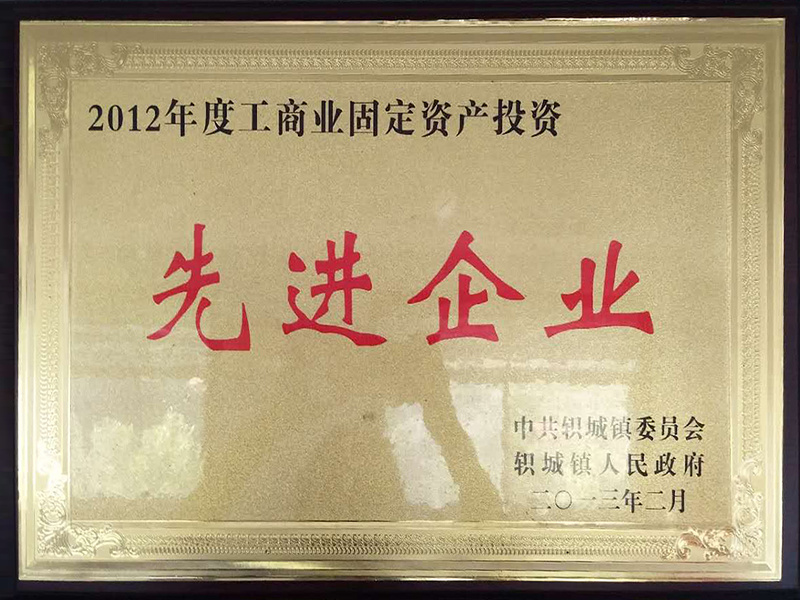 2012年度工商业固定资产投资
先进企业
中共轵城镇委员会
轵城镇人民政府
二〇一三年二月